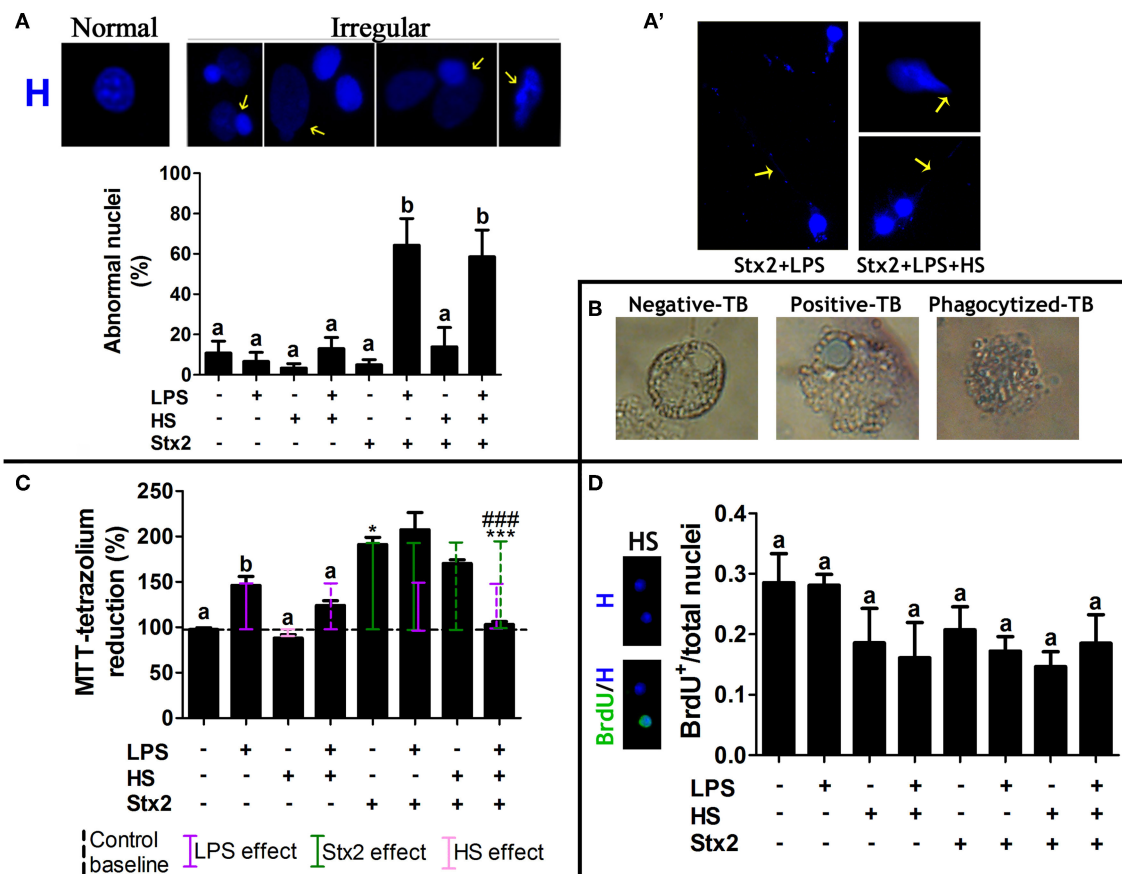 A
Normal
Irregular
H
Abnormal nuclei
(%)
100
80
60
40
20
0
a
a
a
a
a
b
a
b
LPS - + - + - + - +
HS - - + + - - + +
Stx2 - - - - + + + +
A'
Stx2+LPS
Stx2+LPS+HS
B
Negative-TB
Positive-TB
Phagocytized-TB
C
MTT-tetrazolium
reduction (%)
250
200
150
100
50
0
a
b
a
a
*
###
***
LPS - + - + - + - +
HS - - + + - - + +
Stx2 - - - - + + + +
Control
baseline
LPS effect
Stx2 effect
HS effect
D
HS
H
BrdU/H
BrdU+/total nuclei
0.4
0.3
0.2
0.1
0.0
a
a
a
a
a
a
a
a
LPS - + - + - + - +
HS - - + + - - + +
Stx2 - - - - + + + +